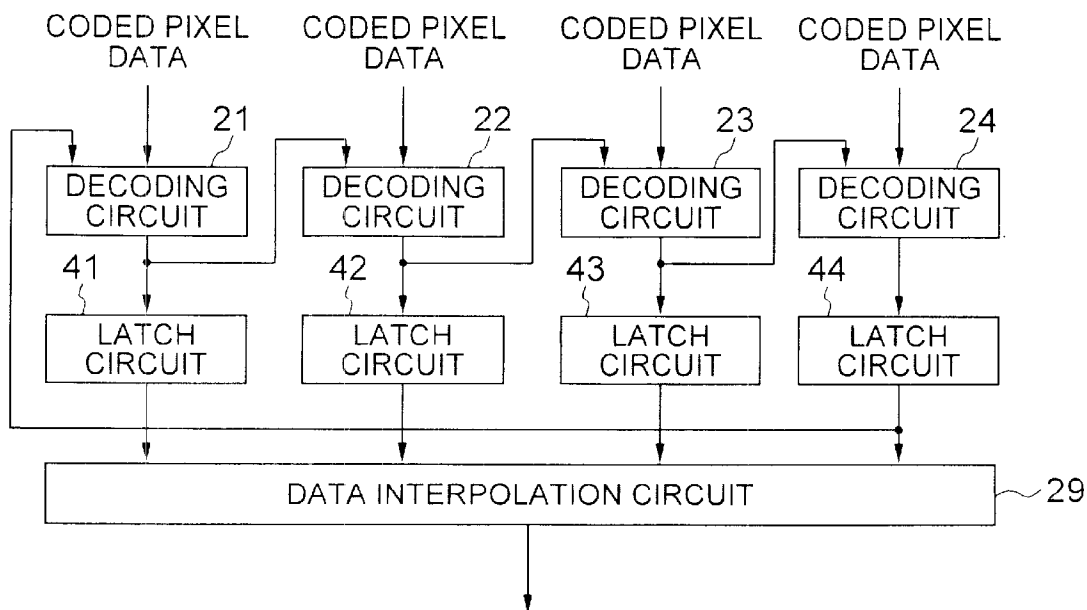 CODED PIXEL
DATA
CODED PIXEL
DATA
CODED PIXEL
DATA
CODED PIXEL
DATA
21
22
23
24
DECODING
CIRCUIT
DECODING
CIRCUIT
DECODING
CIRCUIT
DECODING
CIRCUIT
41
42
43
44
LATCH
CIRCUIT
LATCH
CIRCUIT
LATCH
CIRCUIT
LATCH
CIRCUIT
DATA INTERPOLATION CIRCUIT
29